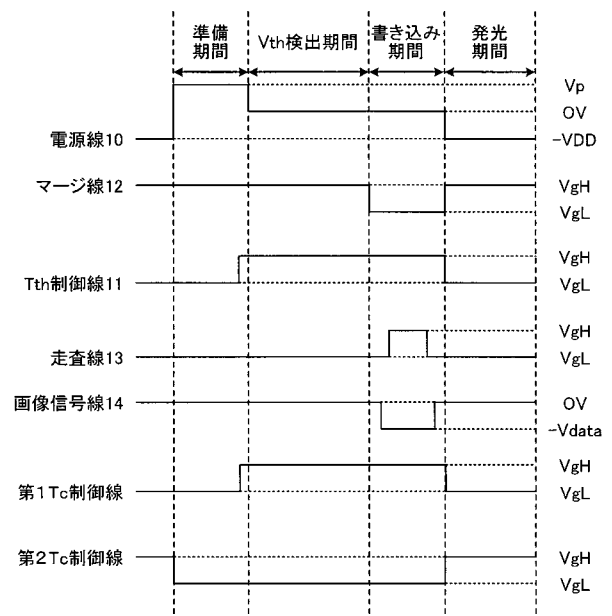 準備
期間
Vth検出期間
書き込み
期間
発光
期間
電源線10
Vp
0V
-VDD
マージ線12
VgH
VgL
Tth制御線11
VgH
VgL
走査線13
VgH
VgL
画像信号線14
0V
-Vdata
第1Tc制御線
VgH
VgL
第2Tc制御線
VgH
VgL